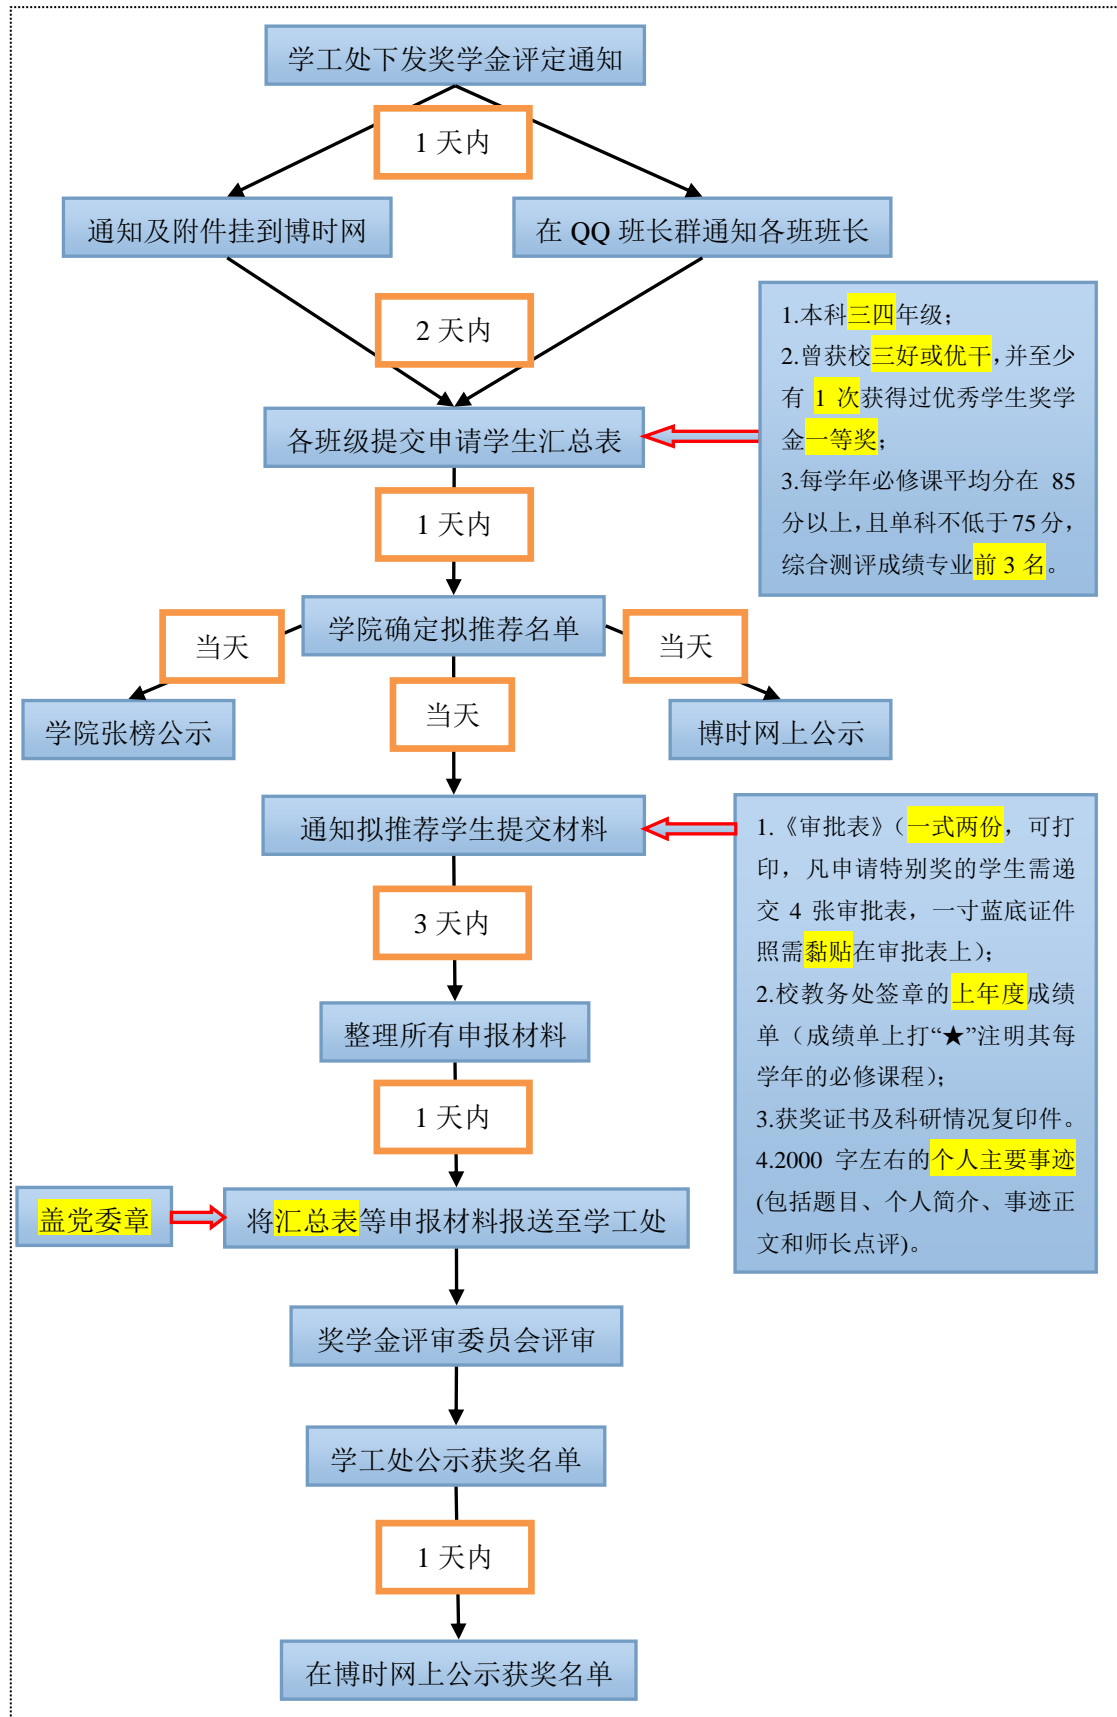 学工处下发奖学金评定通知
1 天内
通知及附件挂到博时网
在 QQ 班长群通知各班班长
2 天内
1.本科三四年级；
2.曾获校三好或优干，并至少
有 1 次获得过优秀学生奖学
金一等奖；
3.每学年必修课平均分在 85
分以上，且单科不低于 75 分，
综合测评成绩专业前 3 名。
各班级提交申请学生汇总表
1 天内
学院确定拟推荐名单
当天
当天
当天
学院张榜公示
博时网上公示
通知拟推荐学生提交材料
1.《审批表》（一式两份，可打
印，凡申请特别奖的学生需递
交 4 张审批表，一寸蓝底证件
照需黏贴在审批表上）；
2.校教务处签章的上年度成绩
单（成绩单上打“★”注明其每
学年的必修课程）；
3.获奖证书及科研情况复印件。
4.2000 字左右的个人主要事迹
(包括题目、个人简介、事迹正
文和师长点评)。
3 天内
整理所有申报材料
1 天内
盖党委章
将汇总表等申报材料报送至学工处
奖学金评审委员会评审
学工处公示获奖名单
1 天内
在博时网上公示获奖名单